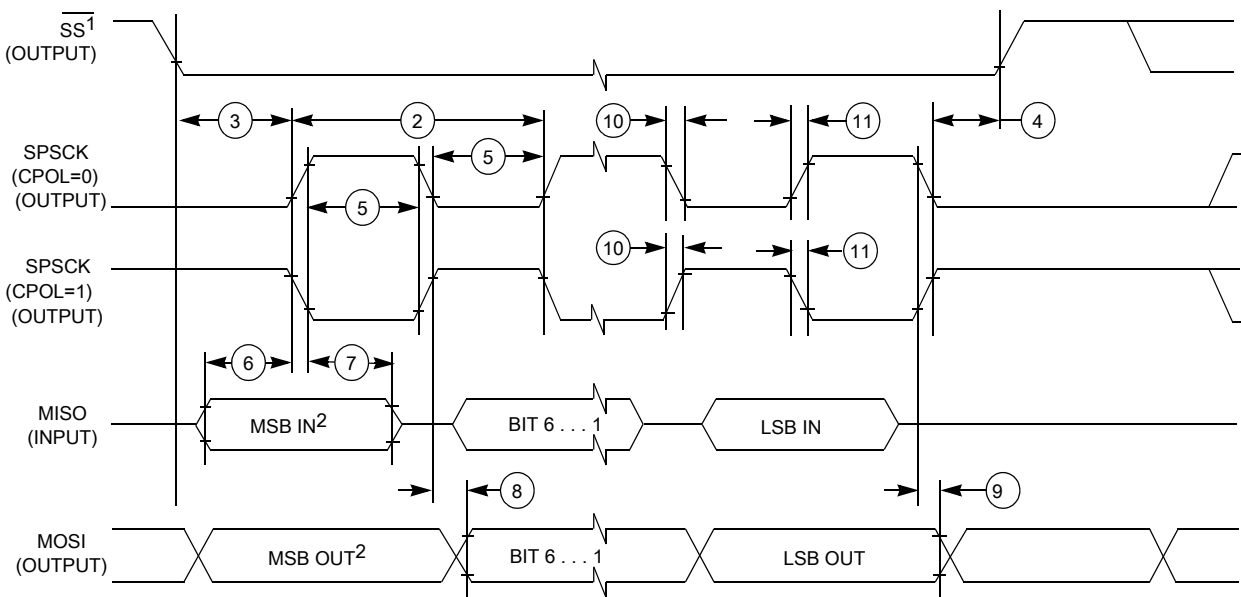 SS1
(OUTPUT)
3
2
10
11
4
SPSCK
(CPOL=0)
(OUTPUT)
5
5
10
11
SPSCK
(CPOL=1)
(OUTPUT)
6
7
MISO
(INPUT)
MSB IN2
BIT 6 . . . 1
LSB IN
8
9
MOSI
(OUTPUT)
MSB OUT2
BIT 6 . . . 1
LSB OUT